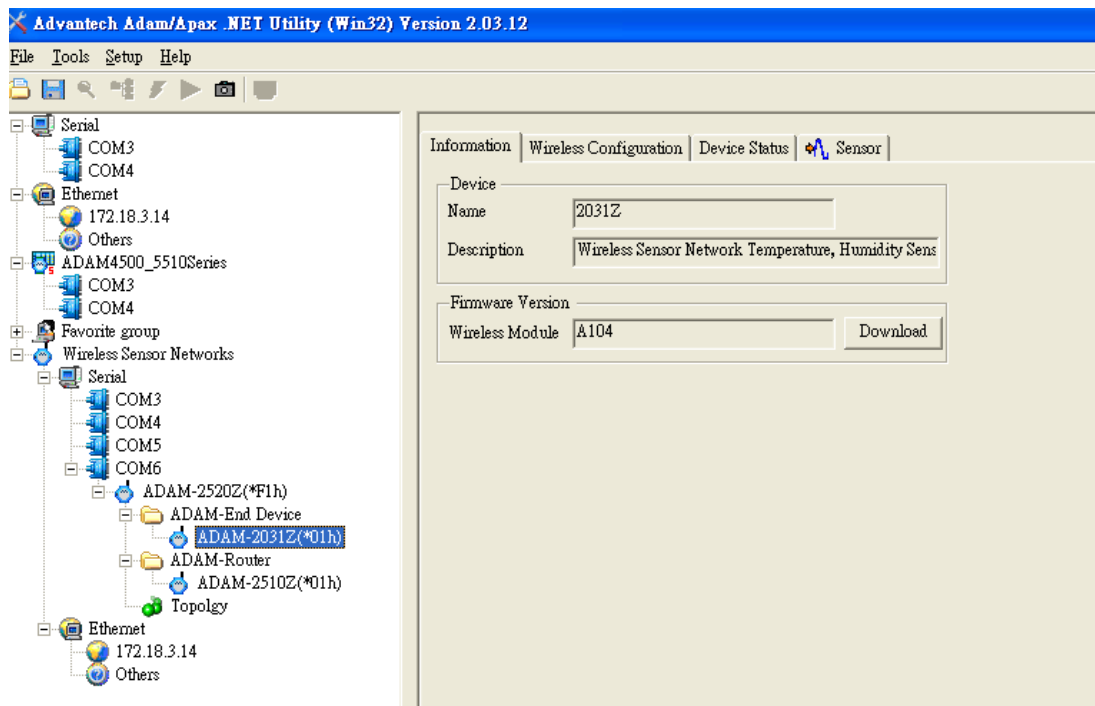 Advantech Adam/Apax .NET Utility (Win32) Version 2.03.12
File Tools Setup Help
Serial
COM3
COM4
Ethernet
172.18.3.14
Others
ADAM4500_5510Series
COM3
COM4
Favorite group
Wireless Sensor Networks
Serial
COM3
COM4
COM5
COM6
ADAM-2520Z(*F1h)
ADAM-End Device
ADAM-2031Z(*01h)
ADAM-Router
ADAM-2510Z(*01h)
Topolgy
Ethernet
172.18.3.14
Others
Information Wireless Configuration Device Status Sensor
Device
Name 2031Z
Description Wireless Sensor Network Temperature, Humidity Sens
Firmware Version
Wireless Module A104 Download